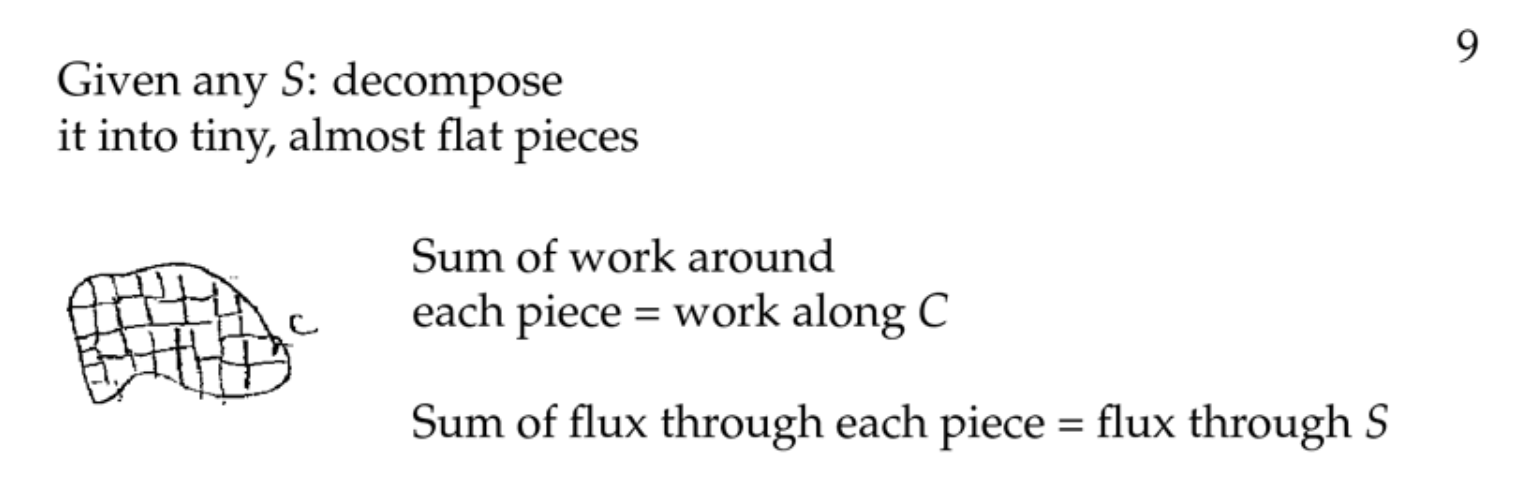 9
Given any S: decompose
it into tiny, almost flat pieces
Sum of work around
each piece = work along C
C
Sum of flux through each piece = flux through S